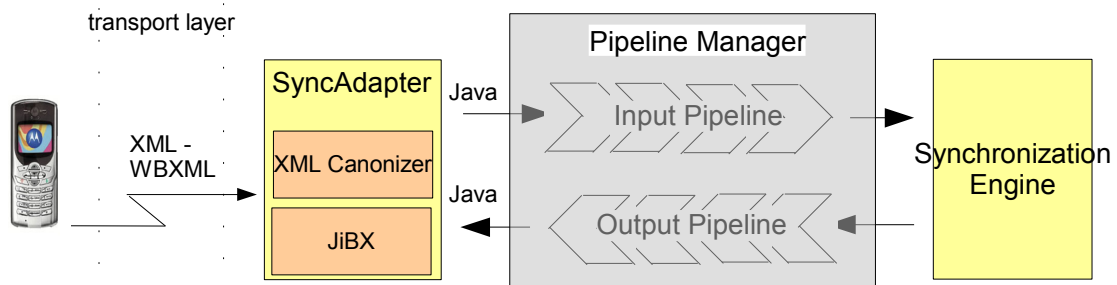 transport layer
Pipeline Manager
SyncAdapter
Java
Input Pipeline
XML -
WBXML
XML Canonizer
Synchronization
Engine
Java
Output Pipeline
JiBX